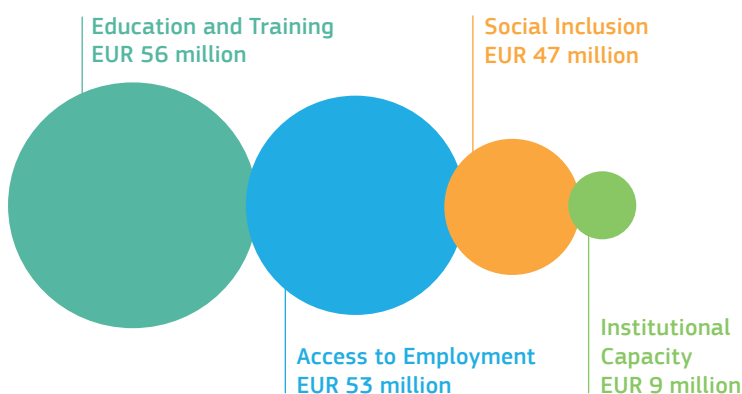 Education and Training
EUR 56 million
Social Inclusion
EUR 47 million
Access to Employment
EUR 53 million
Institutional
Capacity
EUR 9 million